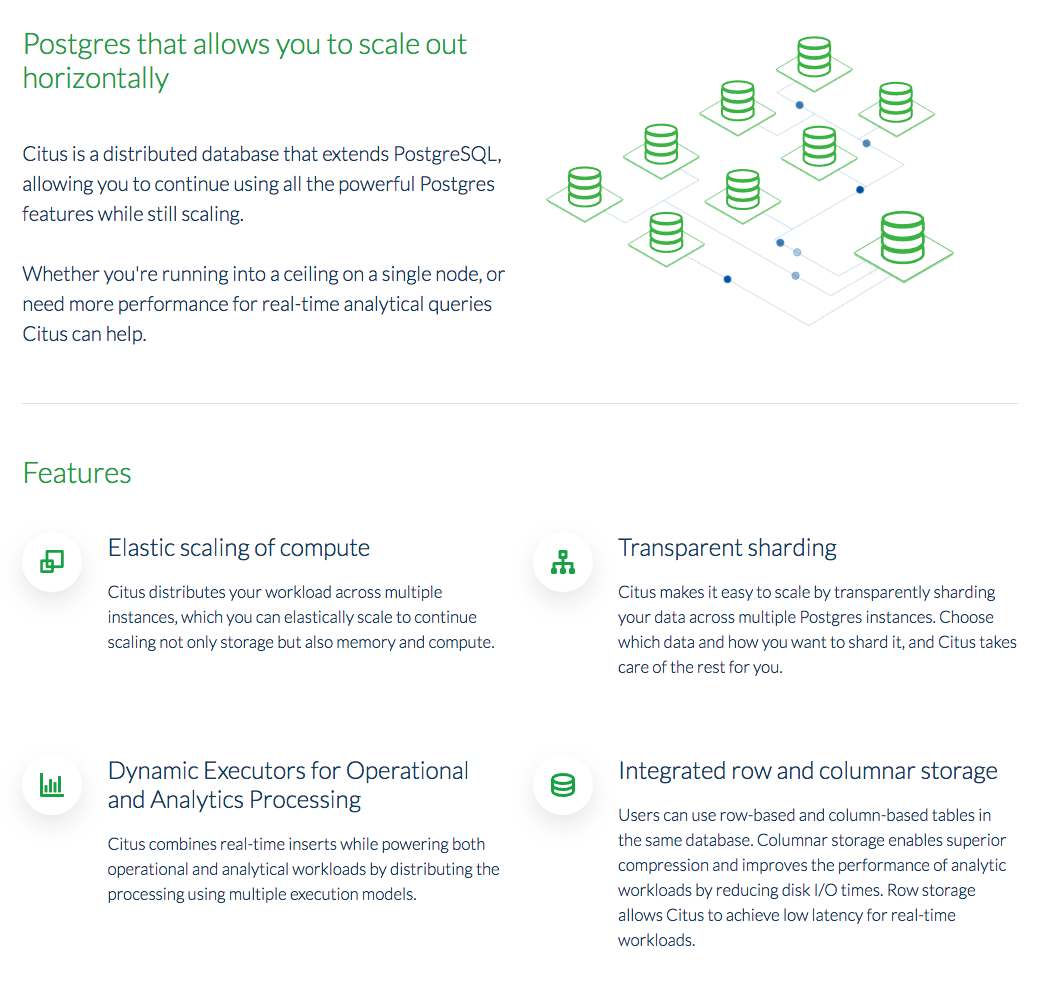 Postgres that allows you to scale out
horizontally
Citus is a distributed database that extends PostgreSQL,
allowing you to continue using all the powerful Postgres
features while still scaling.
Whether you're running into a ceiling on a single node, or
need more performance for real-time analytical queries
Citus can help.
Features
Elastic scaling of compute
Citus distributes your workload across multiple
instances, which you can elastically scale to continue
scaling not only storage but also memory and compute.
Transparent sharding
Citus makes it easy to scale by transparently sharding
your data across multiple Postgres instances. Choose
which data and how you want to shard it, and Citus takes
care of the rest for you.
Dynamic Executors for Operational
and Analytics Processing
Citus combines real-time inserts while powering both
operational and analytical workloads by distributing the
processing using multiple execution models.
Integrated row and columnar storage
Users can use row-based and column-based tables in
the same database. Columnar storage enables superior
compression and improves the performance of analytic
workloads by reducing disk I/O times. Row storage
allows Citus to achieve low latency for real-time
workloads.